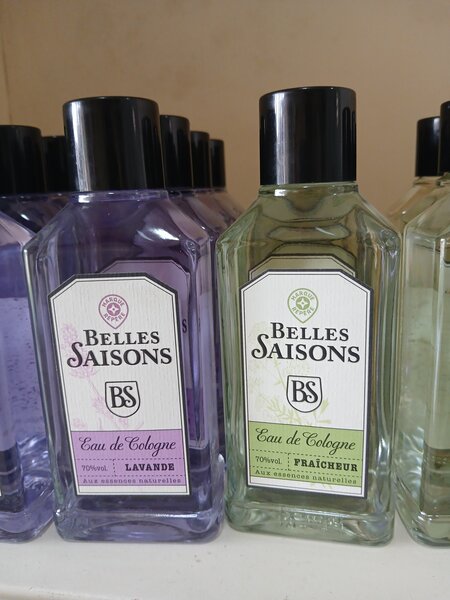 MARQUE REPÈRE
BELLES
SAISONS
BS
Eau de Cologne
70%vol. LAVANDE
Aux essences naturelles
MARQUE REPÈRE
BELLES
SAISONS
BS
Eau de Cologne
70%vol. FRAÎCHEUR
Aux essences naturelles